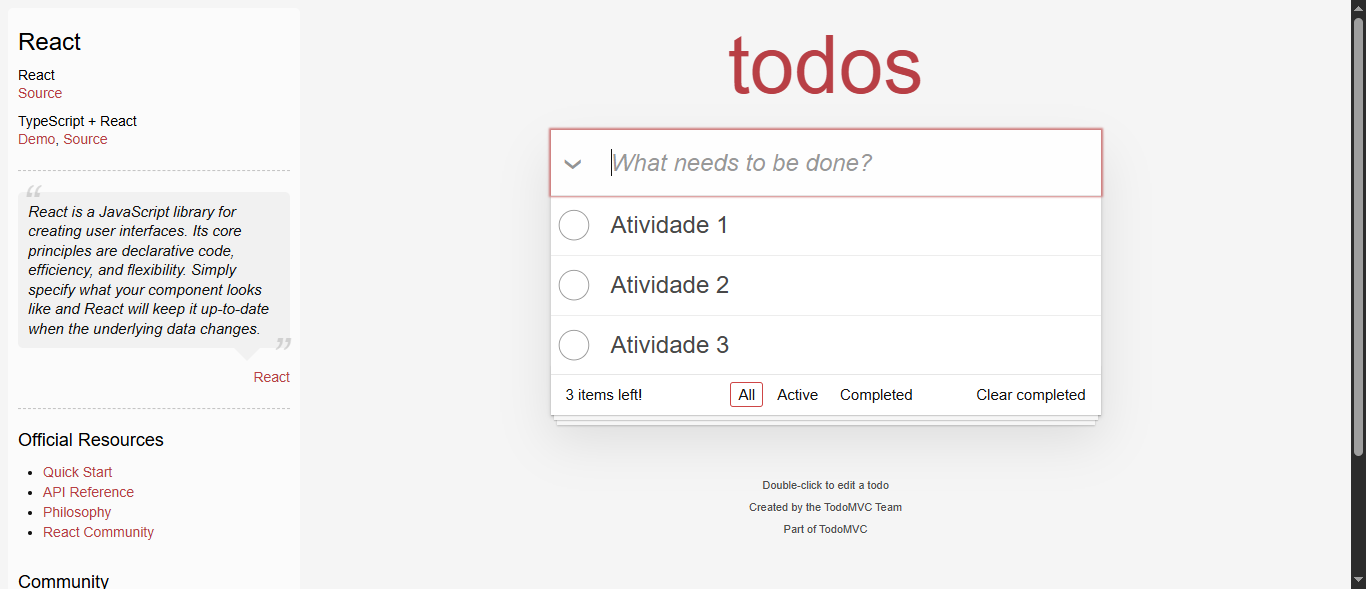 React
React
Source
TypeScript + React
Demo, Source
“
React is a JavaScript library for
creating user interfaces. Its core
principles are declarative code,
efficiency, and flexibility. Simply
specify what your component looks
like and React will keep it up-to-date
when the underlying data changes.
”
React
Official Resources
Quick Start
API Reference
Philosophy
React Community
Community
todos
What needs to be done?
Atividade 1
Atividade 2
Atividade 3
3 items left! All Active Completed Clear completed
Double-click to edit a todo
Created by the TodoMVC Team
Part of TodoMVC